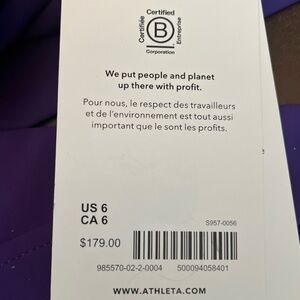 Certified
Certifiée
B
Entreprise
Corporation
We put people and planet
up there with profit.
Pour nous, le respect des travailleurs
et de l'environnement est tout aussi
important que le sont les profits.
US 6
CA 6
S957-0056
$179.00
985570-02-2-0004
500094058401
WWW.ATHLETA.COM